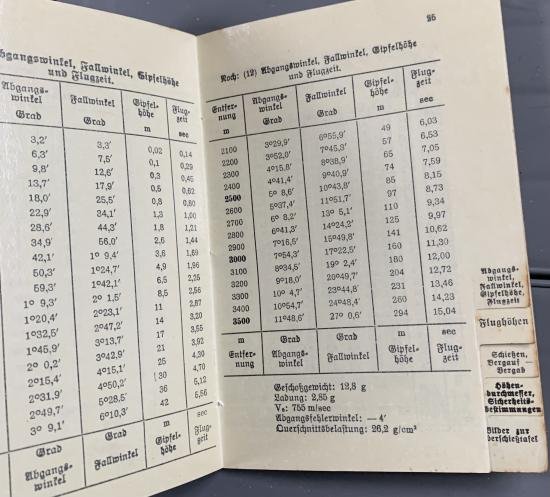 bgangswinkel, Fallwinkel, Gipfelhöhe
und Flugzeit.
Abgangs=
winkel Fallwinkel Gipfel=
höhe Flug=
zeit
Grad Grad m sec
3,2' 3,3' 0,02 0,14
6,3' 7,5' 0,1 0,29
9,8' 12,6' 0,3 0,45
13,7' 17,9' 0,5 0,62
18,0' 25,5' 0,8 0,80
22,9' 34,1' 1,3 1,00
28,6' 44,3' 1,8 1,21
34,9' 56,0' 2,6 1,44
42,1' 1° 9,4' 3,6 1,69
50,3' 1°24,7' 4,9 1,96
59,3' 1°42,1' 6,5 2,25
1° 9,3' 2° 1,5' 8,5 2,56
1°20,4' 2°23,1' 11 2,87
1°32,5' 2°47,2' 14 3,20
1°45,9' 3°13,7' 17 3,55
2° 0,2' 3°42,9' 21 3,92
2°15,4' 4°15,1' 25 4,30
2°31,9' 4°50,2' 30 4,70
2°49,7' 5°28,5' 36 5,12
3° 9,1' 6°10,3' 42 5,56
Grad Grad m sec
Abgangs=
winkel Fallwinkel Gipfel=
höhe Flug=
zeit
25
Noch: (12) Abgangswinkel, Fallwinkel, Gipfelhöhe
und Flugzeit.
Entfer=
nung Abgangs=
winkel Fallwinkel Gipfel=
höhe Flug=
zeit
m Grad Grad m sec
2100 3°29,9' 6°55,9' 49 6,03
2200 3°52,0' 7°45,3' 57 6,53
2300 4°15,8' 8°38,9' 65 7,05
2400 4°41,4' 9°40,9' 74 7,59
2500 5° 8,6' 10°43,8' 85 8,15
2600 5°37,4' 11°51,7' 97 8,73
2700 6° 8,2' 13° 5,1' 110 9,34
2800 6°41,3' 14°24,2' 125 9,97
2900 7°16,5' 15°49,8' 141 10,62
3000 7°54,3' 17°22,5' 160 11,30
3100 8°34,5' 19° 2,4' 180 12,00
3200 9°18,0' 20°49,7' 204 12,72
3300 10° 4,7' 23°44,8' 231 13,46
3400 10°54,7' 24°48,4' 260 14,23
3500 11°48,6' 27° 0,6' 294 15,04
m Grad Grad m sec
Entfer=
nung Abgangs=
winkel Fallwinkel Gipfel=
höhe Flug=
zeit
Geschoßgewicht: 12,8 g
Ladung: 2,85 g
V₀: 755 m/sec
Abgangsfehlerwinkel: — 4'
Querschnittsbelastung: 26,2 g/cm²
Abgangs=
winkel,
Fallwinkel,
Gipfelhöhe,
Flugzeit
Flughöhen
Schießen,
Bergauf —
Bergab
Höhen-
durchmesser,
Sicherheits-
bestimmungen
Bilder zur